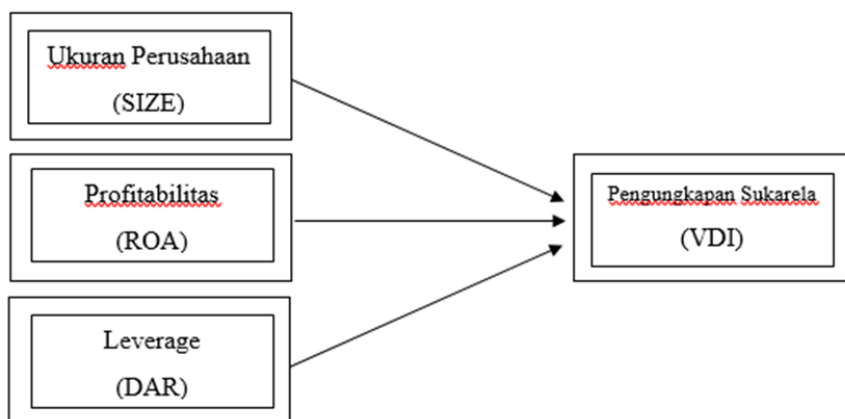 Ukuran Perusahaan
(SIZE)
Profitabilitas
(ROA)
Leverage
(DAR)
Pengungkapan Sukarela
(VDI)